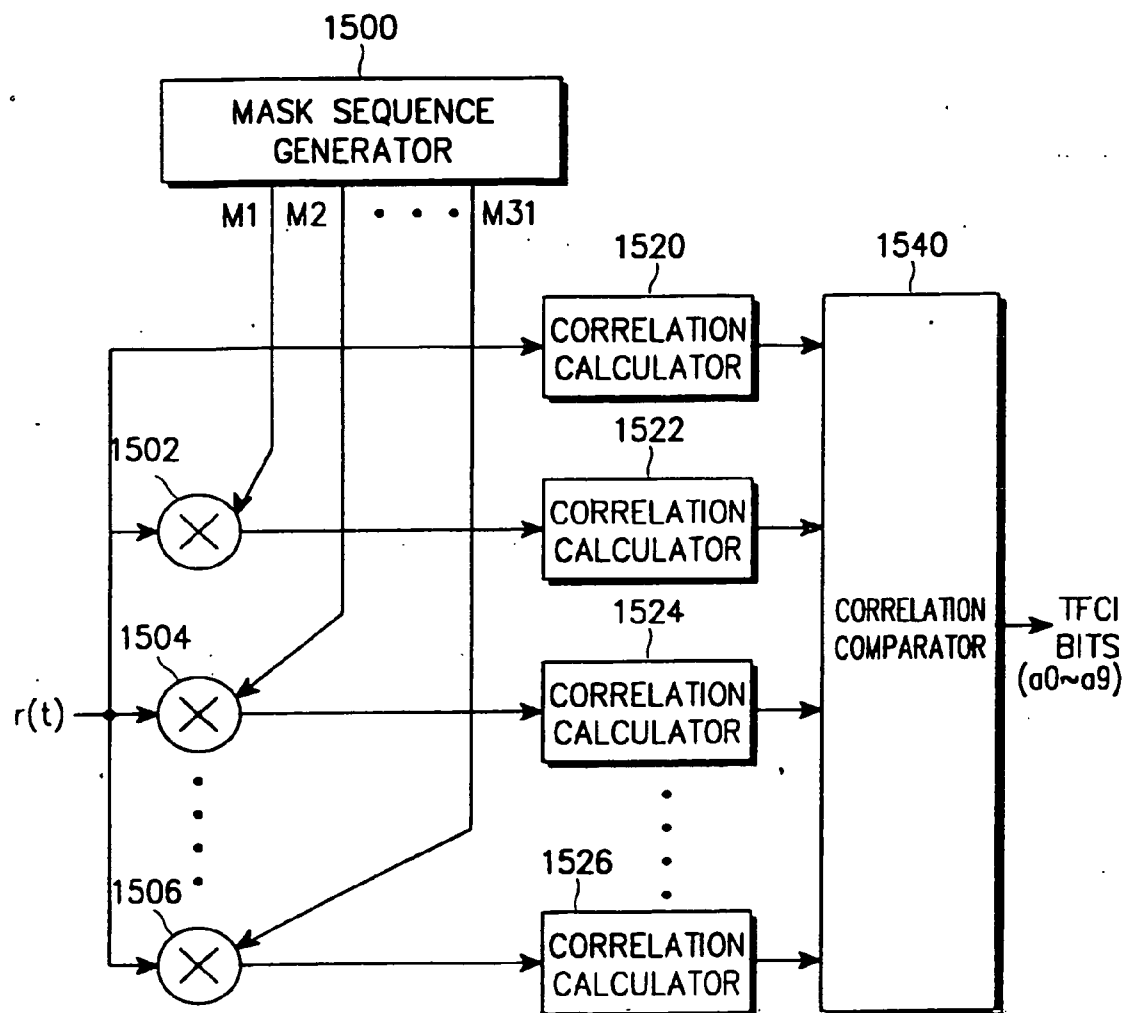 1500
MASK SEQUENCE
GENERATOR
M1 M2 • • • M31
1520
1540
CORRELATION
CALCULATOR
1502
1522
CORRELATION
CALCULATOR
1504
1524
CORRELATION
COMPARATOR
TFCI
BITS
(a0~a9)
r(t)
CORRELATION
CALCULATOR
1506
1526
CORRELATION
CALCULATOR